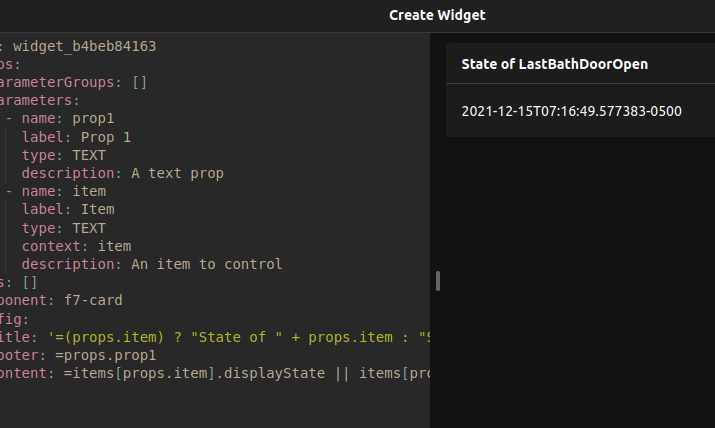 Create Widget
: widget_b4beb84163
ps:
arameterGroups: []
arameters:
- name: prop1
label: Prop 1
type: TEXT
description: A text prop
- name: item
label: Item
type: TEXT
context: item
description: An item to control
s: []
ponent: f7-card
fig:
itle: '=(props.item) ? "State of " + props.item : "S
ooter: =props.prop1
ontent: =items[props.item].displayState || items[pro
State of LastBathDoorOpen
2021-12-15T07:16:49.577383-0500